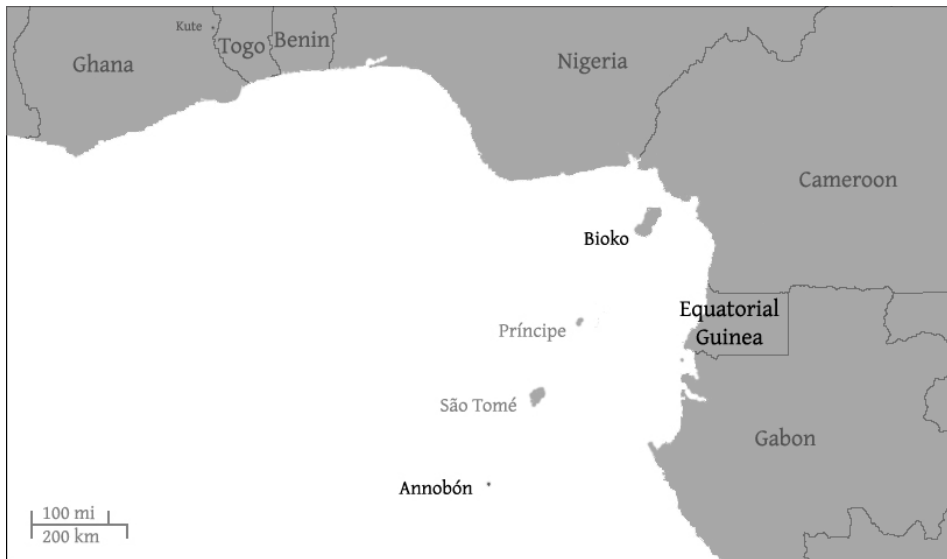 Kute
Togo
Benin
Ghana
Nigeria
Cameroon
Bioko
Equatorial
Guinea
Príncipe
São Tomé
Gabon
Annobón
100 mi
200 km